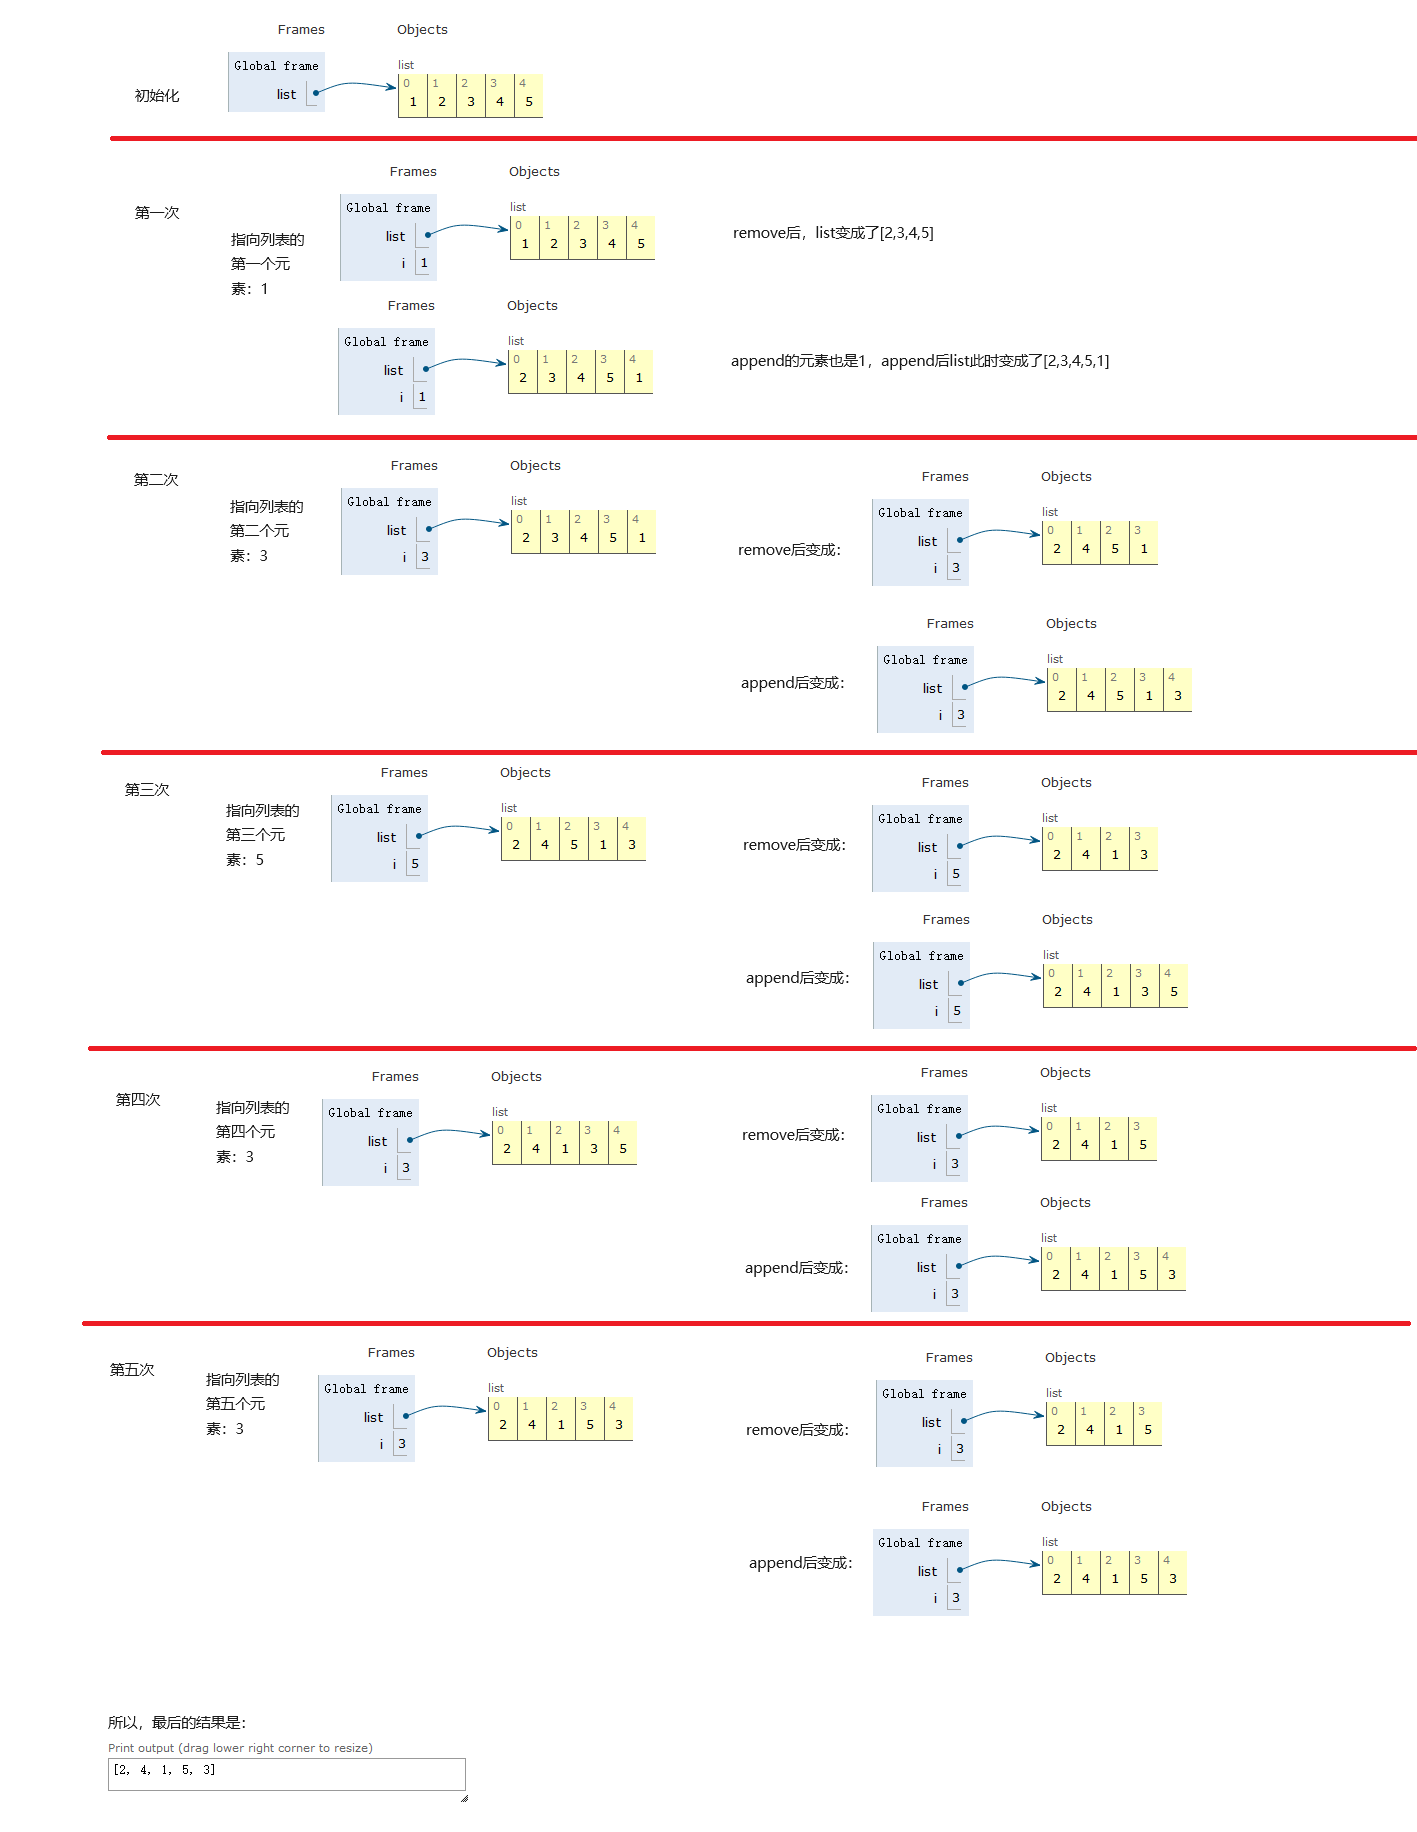 Frames Objects
Global frame
list
list
0 1 2 3 4
1 2 3 4 5
初始化
Frames Objects
第一次
指向列表的
第一个元
素：1
Global frame
list
i 1
list
0 1 2 3 4
1 2 3 4 5
remove后，list变成了[2,3,4,5]
Frames Objects
Global frame
list
i 1
list
0 1 2 3 4
2 3 4 5 1
append的元素也是1，append后list此时变成了[2,3,4,5,1]
第二次
指向列表的
第二个元
素：3
Frames Objects
Global frame
list
i 3
list
0 1 2 3 4
2 3 4 5 1
remove后变成：
Frames Objects
Global frame
list
i 3
list
0 1 2 3
2 4 5 1
append后变成：
Frames Objects
Global frame
list
i 3
list
0 1 2 3 4
2 4 5 1 3
第三次
指向列表的
第三个元
素：5
Frames Objects
Global frame
list
i 5
list
0 1 2 3 4
2 4 5 1 3
remove后变成：
Frames Objects
Global frame
list
i 5
list
0 1 2 3
2 4 1 3
append后变成：
Frames Objects
Global frame
list
i 5
list
0 1 2 3 4
2 4 1 3 5
第四次
指向列表的
第四个元
素：3
Frames Objects
Global frame
list
i 3
list
0 1 2 3 4
2 4 1 3 5
remove后变成：
Frames Objects
Global frame
list
i 3
list
0 1 2 3
2 4 1 5
append后变成：
Frames Objects
Global frame
list
i 3
list
0 1 2 3 4
2 4 1 5 3
第五次
指向列表的
第五个元
素：3
Frames Objects
Global frame
list
i 3
list
0 1 2 3 4
2 4 1 5 3
remove后变成：
Frames Objects
Global frame
list
i 3
list
0 1 2 3
2 4 1 5
append后变成：
Frames Objects
Global frame
list
i 3
list
0 1 2 3 4
2 4 1 5 3
所以，最后的结果是：
Print output (drag lower right corner to resize)
[2, 4, 1, 5, 3]